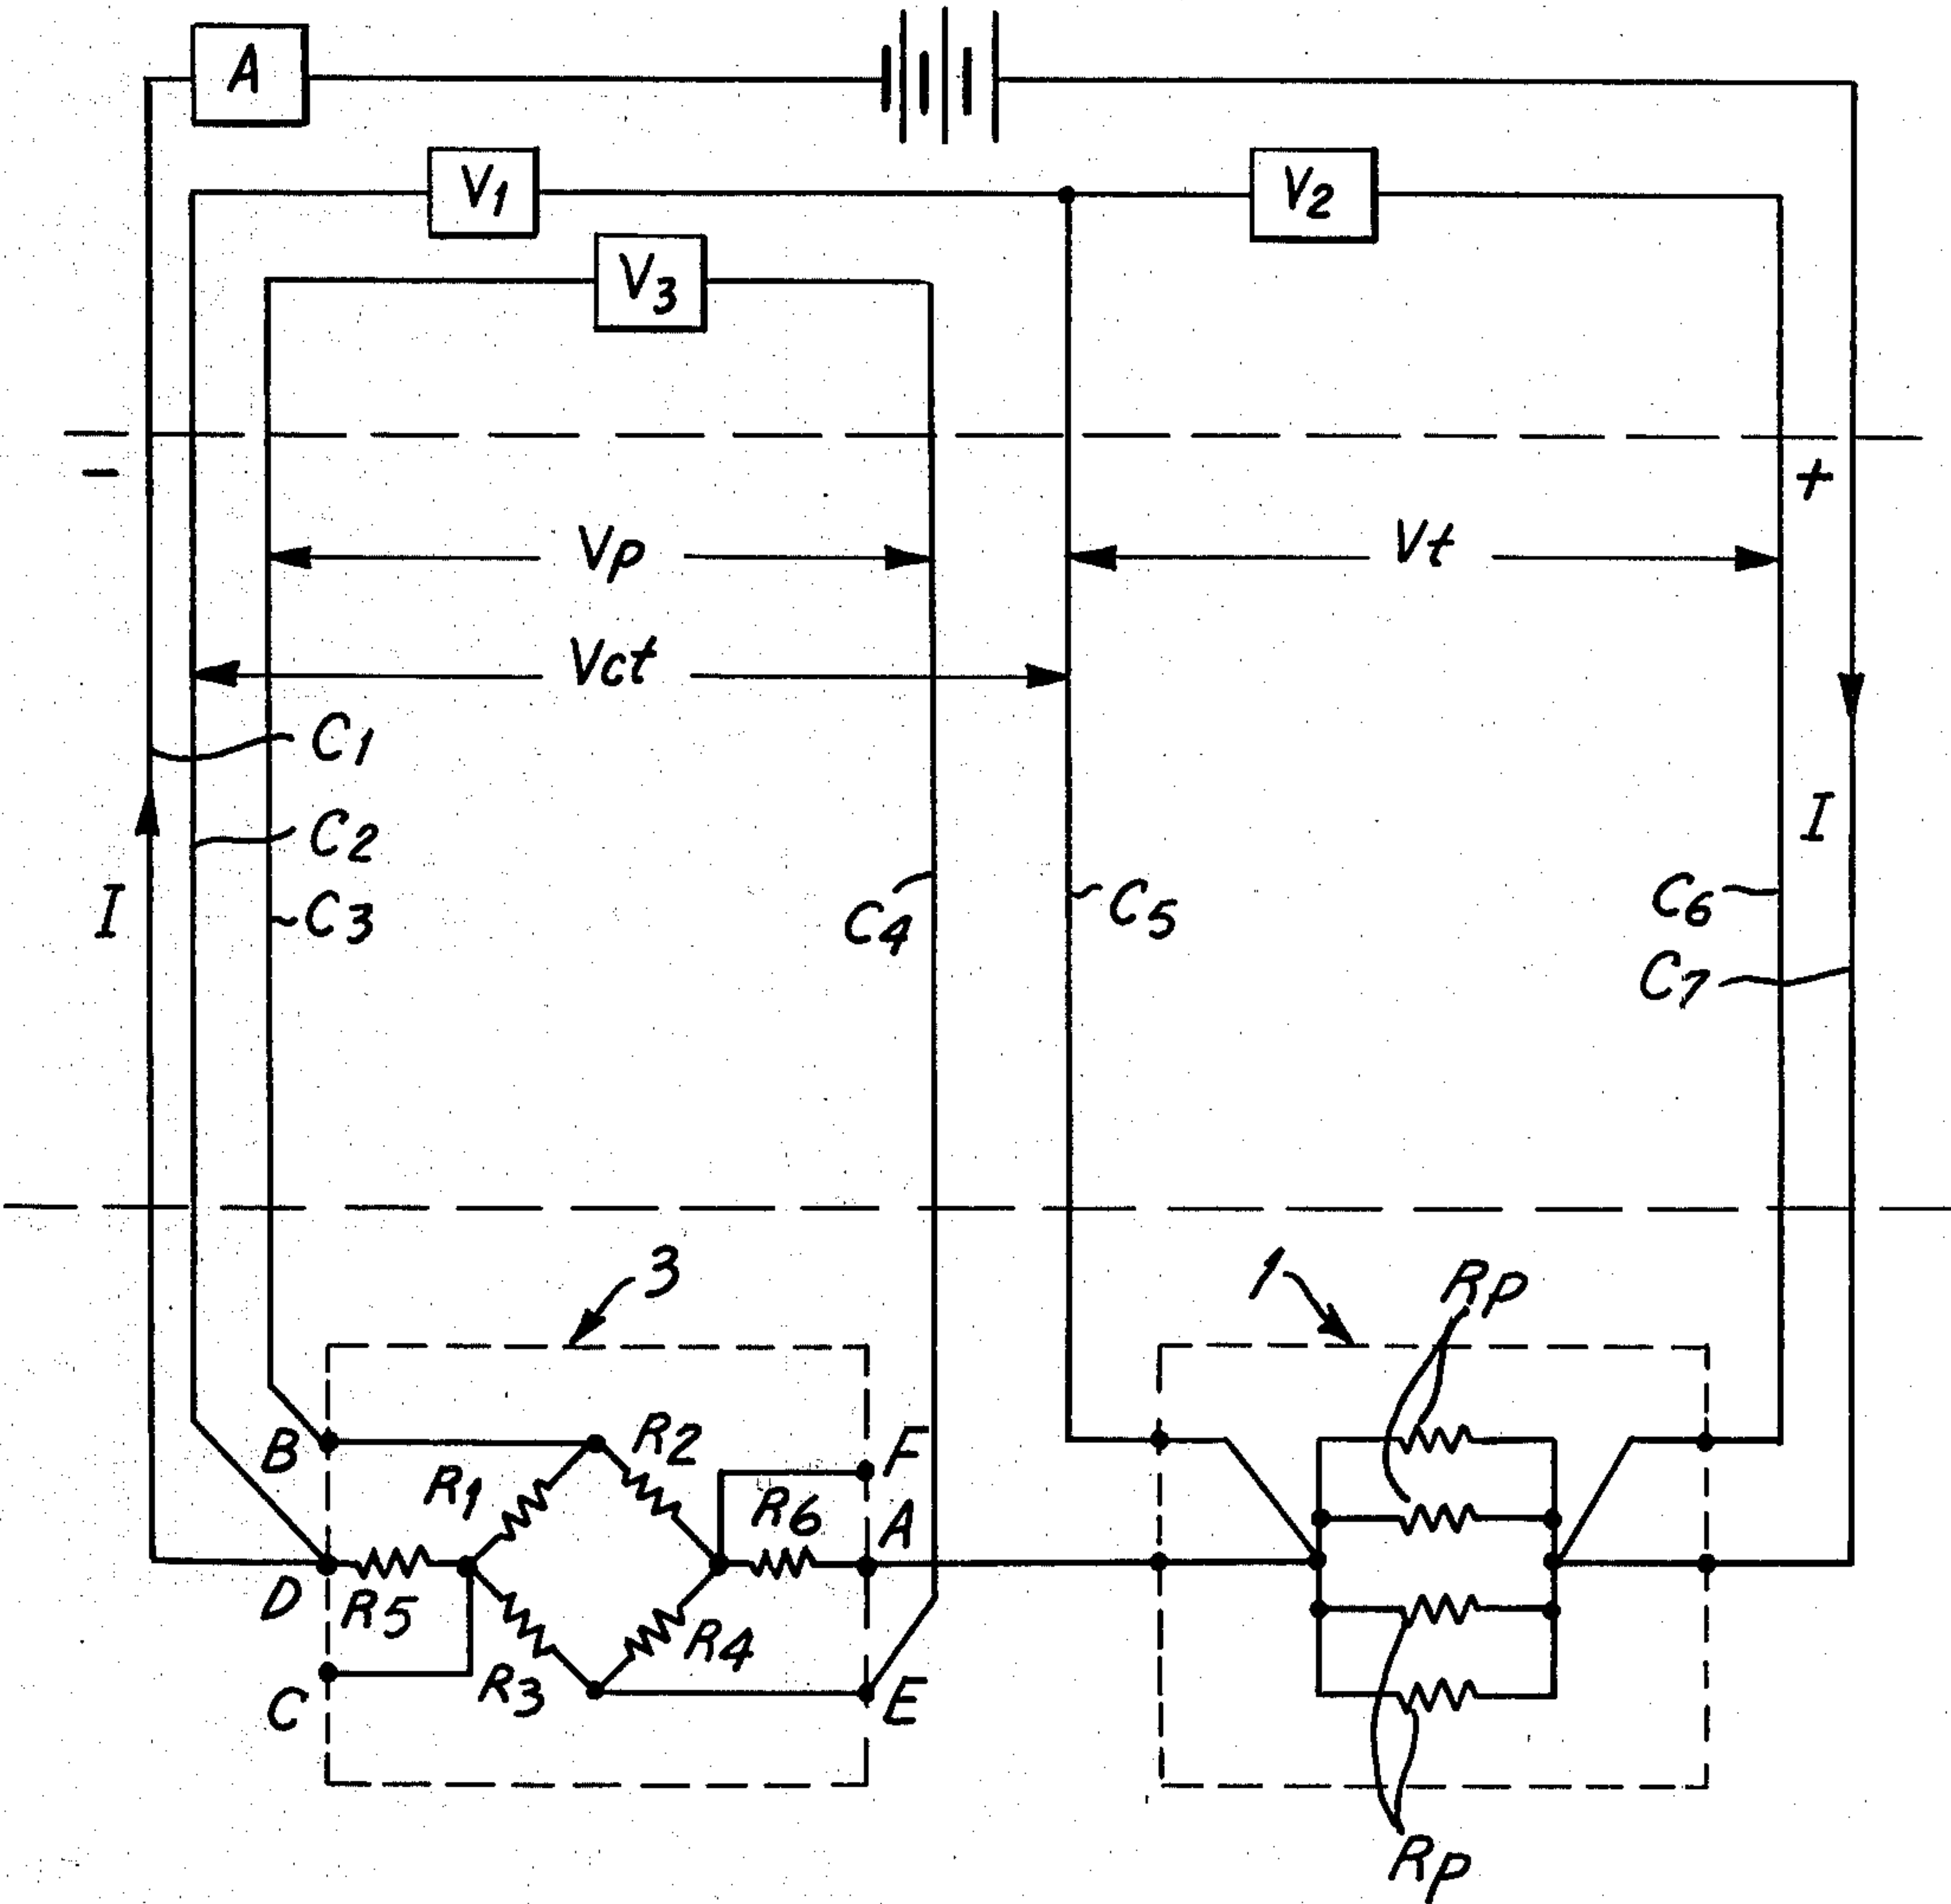 A
V1
V2
V3
-
+
Vp
Vt
Vct
C1
C2
I
I
C3
C4
C5
C6
C7
3
1
Rp
B
R1
R2
F
R6
A
D
R5
R4
C
R3
E
Rp